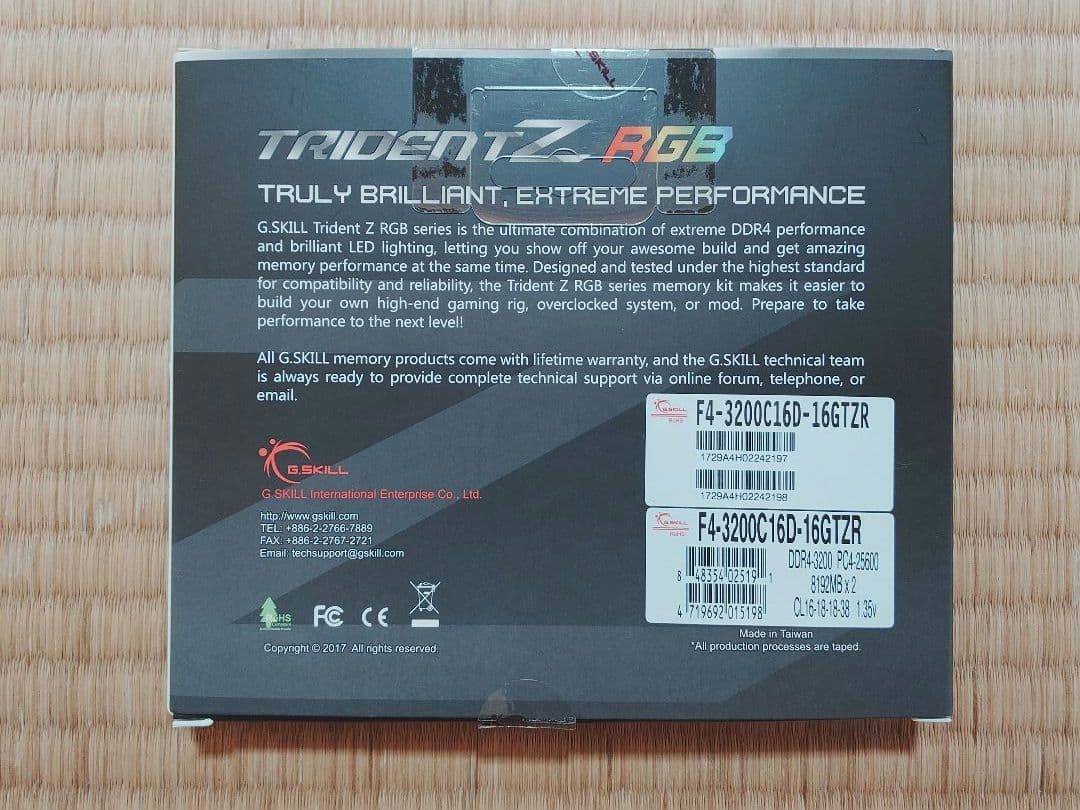 G.SKILL
TRIDENTZ RGB
TRULY BRILLIANT, EXTREME PERFORMANCE
G.SKILL Trident Z RGB series is the ultimate combination of extreme DDR4 performance
and brilliant LED lighting, letting you show off your awesome build and get amazing
memory performance at the same time. Designed and tested under the highest standard
for compatibility and reliability, the Trident Z RGB series memory kit makes it easier to
build your own high-end gaming rig, overclocked system, or mod. Prepare to take
performance to the next level!
All G.SKILL memory products come with lifetime warranty, and the G.SKILL technical team
is always ready to provide complete technical support via online forum, telephone, or
email.
G.SKILL
G.SKILL International Enterprise Co., Ltd.
http://www.gskill.com
TEL: +886-2-2766-7889
FAX: +886-2-2767-2721
Email: techsupport@gskill.com
RoHS
FC CE
Copyright © 2017 All rights reserved.
G.SKILL
RoHS
F4-3200C16D-16GTZR
1729A4H02242197
1729A4H02242198
G.SKILL
RoHS
F4-3200C16D-16GTZR
DDR4-3200 PC4-25600
8 48354 02519 1
8192MB x 2
4 719692 015198
CL16-18-18-38 1.35v
Made in Taiwan
*All production processes are taped.